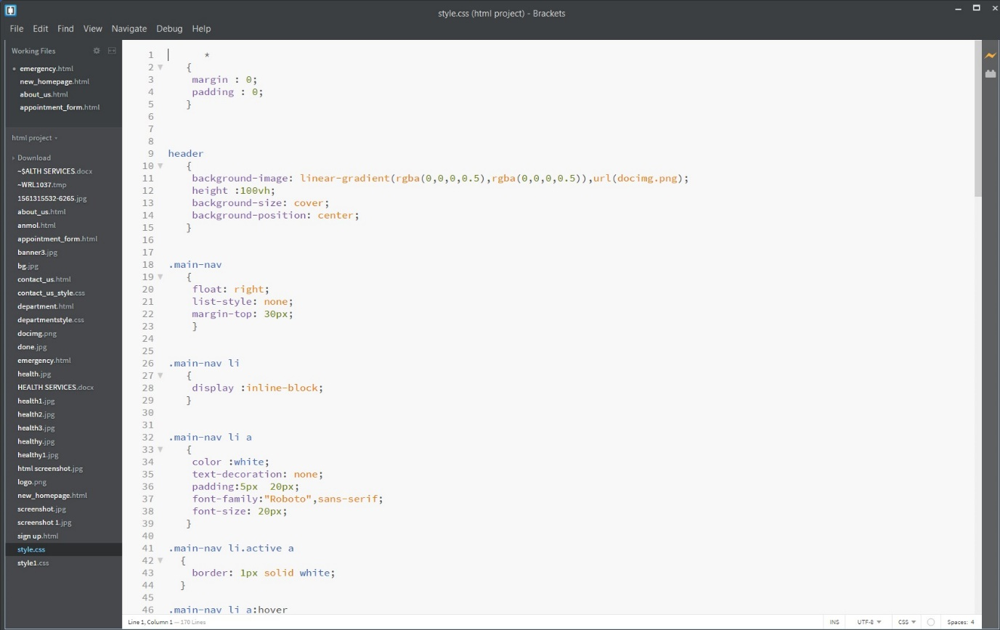 style.css (html project) - Brackets
File Edit Find View Navigate Debug Help
Working Files
emergency.html
new_homepage.html
about_us.html
appointment_form.html
html project
Download
~$ALTH SERVICES.docx
~WRL1037.tmp
1561315532-6265.jpg
about_us.html
anmol.html
appointment_form.html
banner3.jpg
bg.jpg
contact_us.html
contact_us_style.css
department.html
departmentstyle.css
docimg.png
done.jpg
emergency.html
health.jpg
HEALTH SERVICES.docx
health1.jpg
health2.jpg
health3.jpg
healthy.jpg
healthy1.jpg
html screenshot.jpg
logo.png
new_homepage.html
screenshot.jpg
screenshot 1.jpg
sign up.html
style.css
style1.css
1 *
2 {
3 margin : 0;
4 padding : 0;
5 }
6
7
8
9 header
10 {
11 background-image: linear-gradient(rgba(0,0,0,0.5),rgba(0,0,0,0.5)),url(docimg.png);
12 height :100vh;
13 background-size: cover;
14 background-position: center;
15 }
16
17
18 .main-nav
19 {
20 float: right;
21 list-style: none;
22 margin-top: 30px;
23 }
24
25
26 .main-nav li
27 {
28 display :inline-block;
29 }
30
31
32 .main-nav li a
33 {
34 color :white;
35 text-decoration: none;
36 padding:5px  20px;
37 font-family:"Roboto",sans-serif;
38 font-size: 20px;
39 }
40
41 .main-nav li.active a
42 {
43 border: 1px solid white;
44 }
45
46 .main-nav li a:hover
Line 1, Column 1 — 170 Lines
INS UTF-8 CSS Spaces: 4